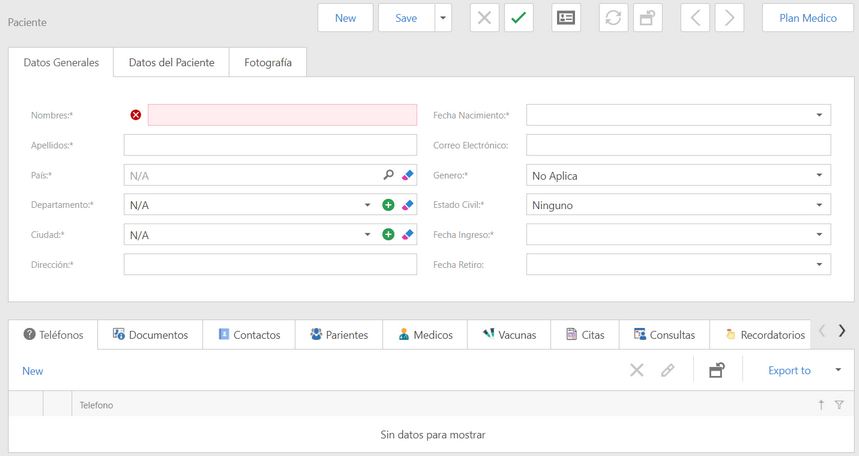 Paciente New Save Plan Medico
Datos Generales Datos del Paciente Fotografía
Nombres:* Fecha Nacimiento:*
Apellidos:* Correo Electrónico:
País:* N/A Genero:* No Aplica
Departamento:* N/A Estado Civil:* Ninguno
Ciudad:* N/A Fecha Ingreso:*
Dirección:* Fecha Retiro:
Teléfonos Documentos Contactos Parientes Medicos Vacunas Citas Consultas Recordatorios
New Export to
Telefono
Sin datos para mostrar